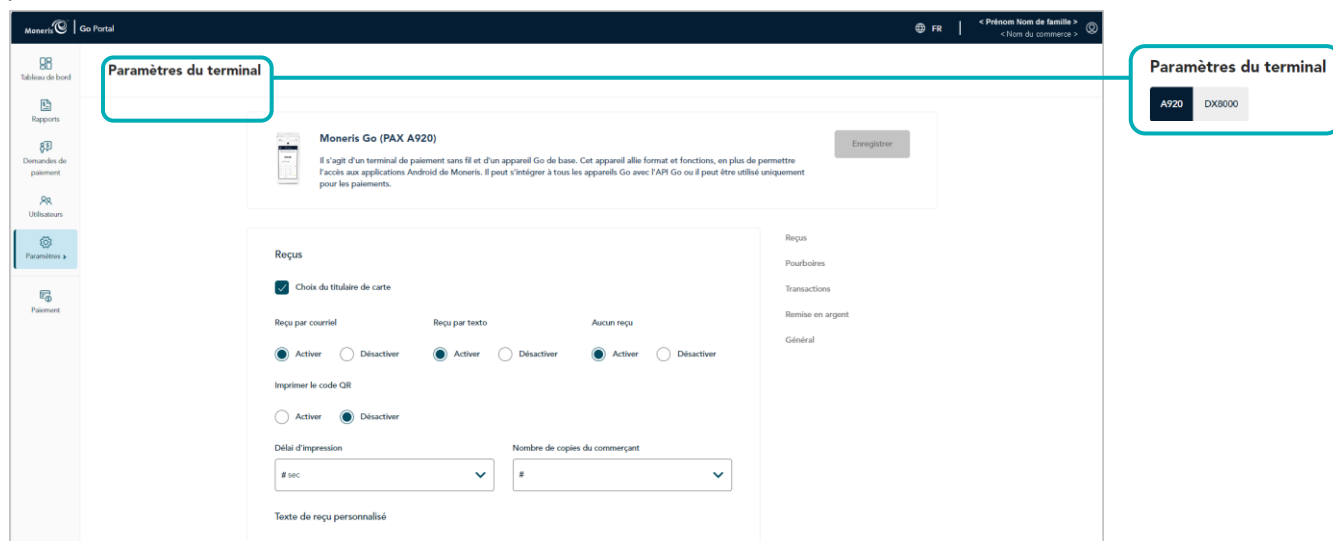 Moneris Go Portal
FR
< Prénom Nom de famille >
< Nom du commerce >
Tableau de bord
Rapports
Demandes de
paiement
Utilisateurs
Paramètres
Paiement
Paramètres du terminal
Moneris Go (PAX A920)
Il s'agit d'un terminal de paiement sans fil et d'un appareil Go de base. Cet appareil allie format et fonctions, en plus de permettre
l'accès aux applications Android de Moneris. Il peut s'intégrer à tous les appareils Go avec l'API Go ou il peut être utilisé uniquement
pour les paiements.
Enregistrer
Reçus
Choix du titulaire de carte
Reçu par courriel Reçu par texto Aucun reçu
Activer Désactiver Activer Désactiver Activer Désactiver
Imprimer le code QR
Activer Désactiver
Délai d'impression Nombre de copies du commerçant
# sec #
Texte de reçu personnalisé
Reçus
Pourboires
Transactions
Remise en argent
Général
Paramètres du terminal
A920 DX8000